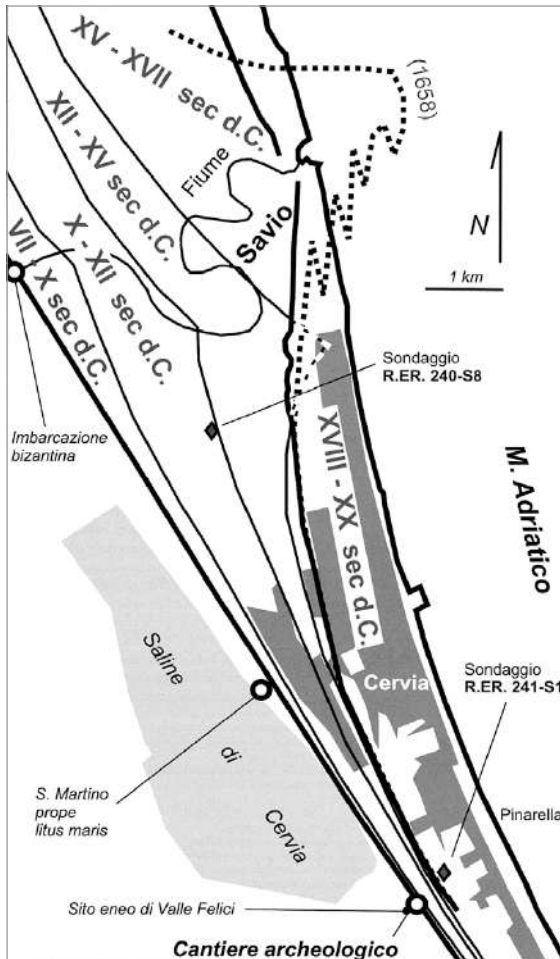 XV - XVII sec d.C.
(1658)
XII - XV sec d.C.
Fiume
Savio
N
X - XII sec d.C.
VII - X sec d.C.
1 km
Sondaggio
R.ER. 240-S8
Imbarcazione
bizantina
XVIII - XX sec d.C.
M. Adriatico
Saline
di
Cervia
Cervia
Sondaggio
R.ER. 241-S1
S. Martino
prope
litus maris
Pinarella
Sito eneo di Valle Felici
Cantiere archeologico